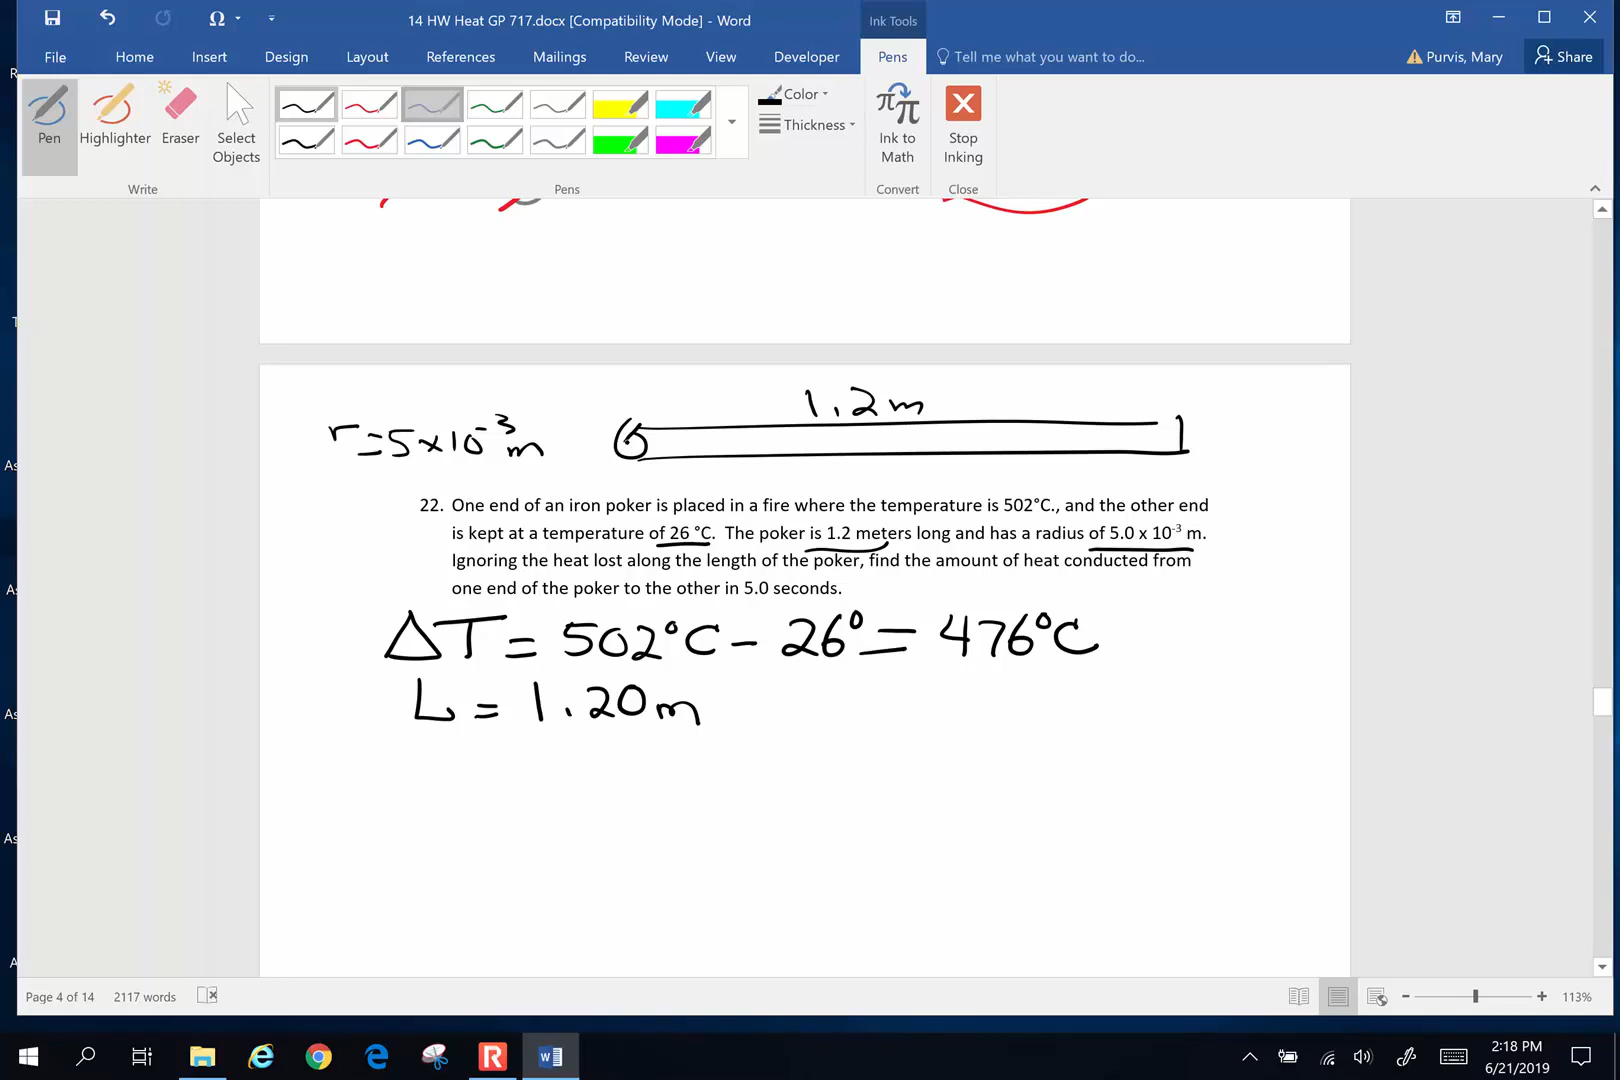 14 HW Heat GP 717.docx [Compatibility Mode] - Word
Ink Tools
File Home Insert Design Layout References Mailings Review View Developer Pens Tell me what you want to do... Purvis, Mary Share
Pen Highlighter Eraser Select Objects
Color
Thickness
Ink to Math
Stop Inking
Write Pens Convert Close
1.2m
r=5x10⁻³m
22. One end of an iron poker is placed in a fire where the temperature is 502°C., and the other end
is kept at a temperature of 26 °C. The poker is 1.2 meters long and has a radius of 5.0 x 10⁻³ m.
Ignoring the heat lost along the length of the poker, find the amount of heat conducted from
one end of the poker to the other in 5.0 seconds.
ΔT = 502°C - 26° = 476°C
L = 1.20m
Page 4 of 14 2117 words 113%
2:18 PM
6/21/2019